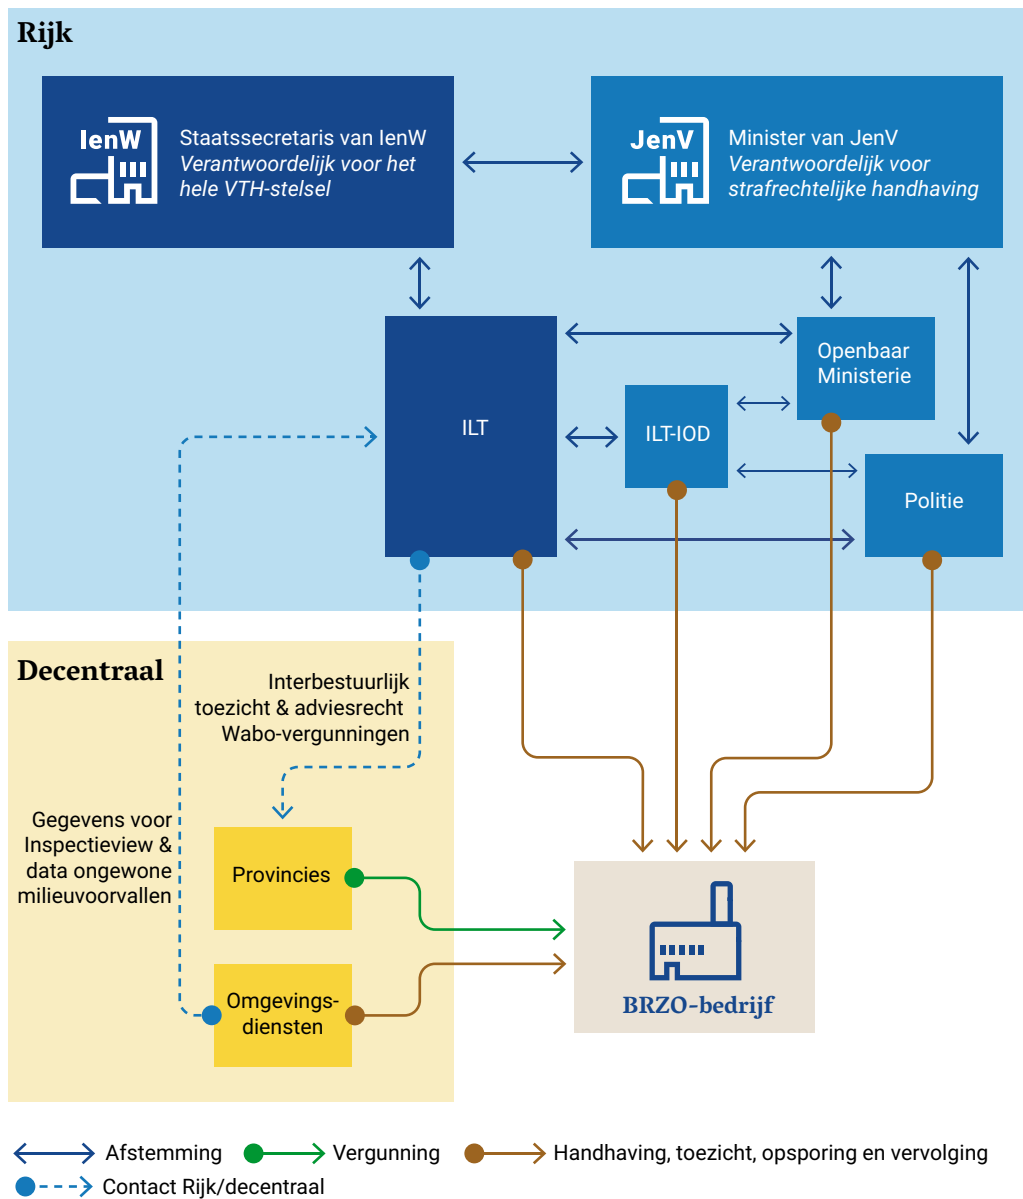 Rijk
IenW
Staatssecretaris van IenW
Verantwoordelijk voor het
hele VTH-stelsel
JenV
Minister van JenV
Verantwoordelijk voor
strafrechtelijke handhaving
Openbaar
Ministerie
ILT
ILT-IOD
Politie
Decentraal
Interbestuurlijk
toezicht & adviesrecht
Wabo-vergunningen
Gegevens voor
Inspectieview &
data ongewone
milieuvoorvallen
Provincies
Omgevings-
diensten
BRZO-bedrijf
Afstemming
Vergunning
Handhaving, toezicht, opsporing en vervolging
Contact Rijk/decentraal